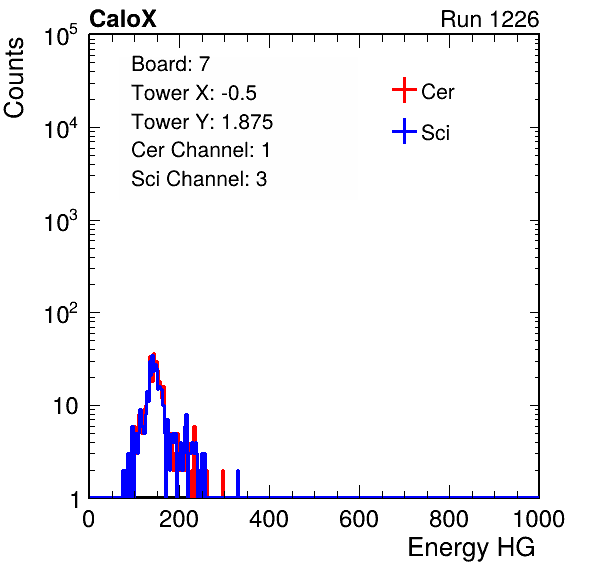 CaloX Run 1226
Counts
10^5
10^4
10^3
10^2
10
1
Board: 7
Tower X: -0.5
Tower Y: 1.875
Cer Channel: 1
Sci Channel: 3
Cer
Sci
0 200 400 600 800 1000
Energy HG